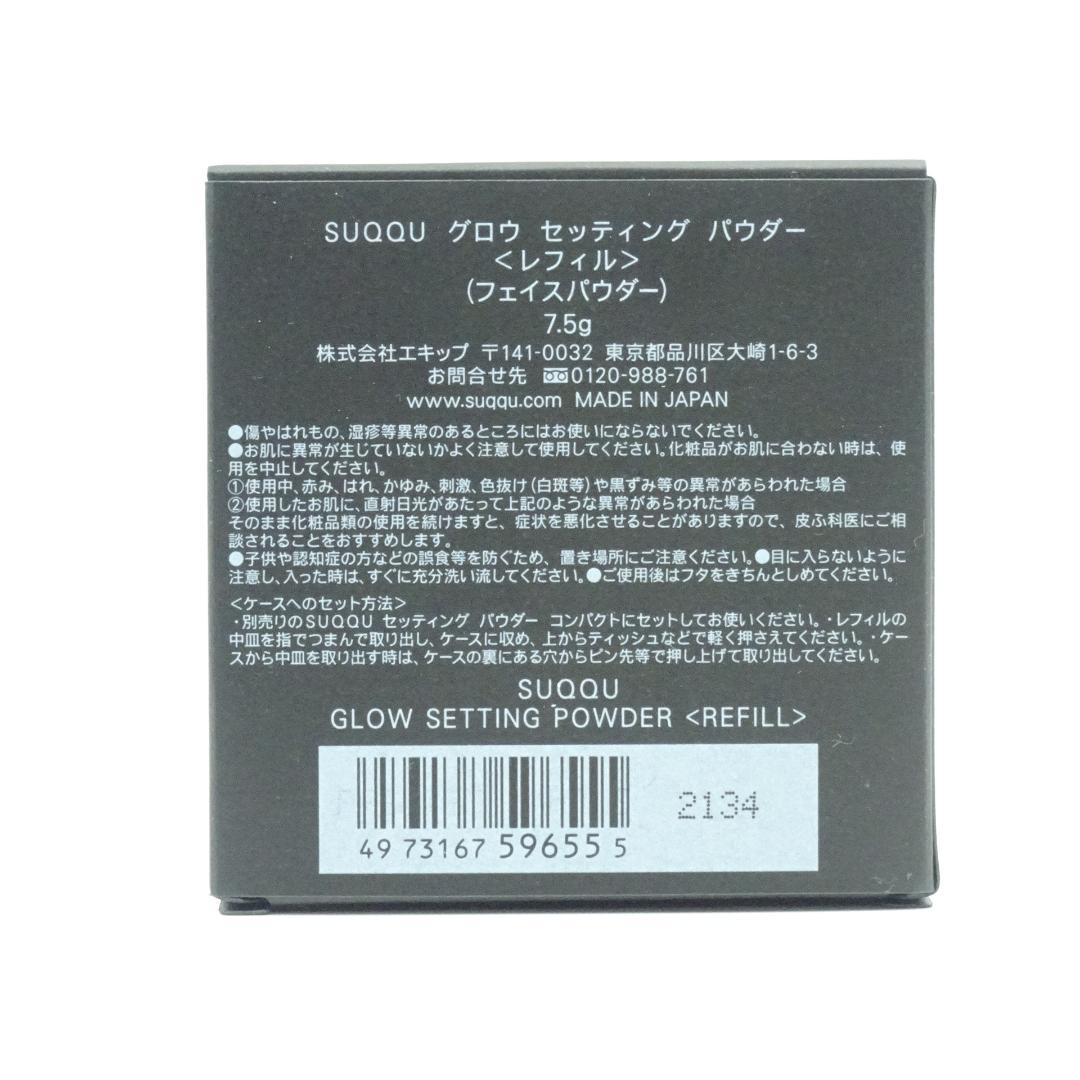 SUQQU グロウ セッティング パウダー
＜レフィル＞
(フェイスパウダー)
7.5g
株式会社エキップ 〒141-0032 東京都品川区大崎1-6-3
お問合せ先 0120-988-761
www.suqqu.com MADE IN JAPAN
●傷やはれもの、湿疹等異常のあるところにはお使いにならないでください。
●お肌に異常が生じていないかよく注意して使用してください。化粧品がお肌に合わない時は、使
用を中止してください。
①使用中、赤み、はれ、かゆみ、刺激、色抜け(白斑等)や黒ずみ等の異常があらわれた場合
②使用したお肌に、直射日光があたって上記のような異常があらわれた場合
そのまま化粧品類の使用を続けますと、症状を悪化させることがありますので、皮ふ科医にご相
談されることをおすすめします。
●子供や認知症の方などの誤食等を防ぐため、置き場所にご注意ください。●目に入らないように
注意し、入った時は、すぐに充分洗い流してください。●ご使用後はフタをきちんとしめてください。
＜ケースへのセット方法＞
・別売りのSUQQU セッティング パウダー コンパクトにセットしてお使いください。・レフィルの
中皿を指でつまんで取り出し、ケースに収め、上からティッシュなどで軽く押さえてください。・ケー
スから中皿を取り出す時は、ケースの裏にある穴からピン先等で押し上げて取り出してください。
SUQQU
GLOW SETTING POWDER <REFILL>
2134
49 73167 59655 5